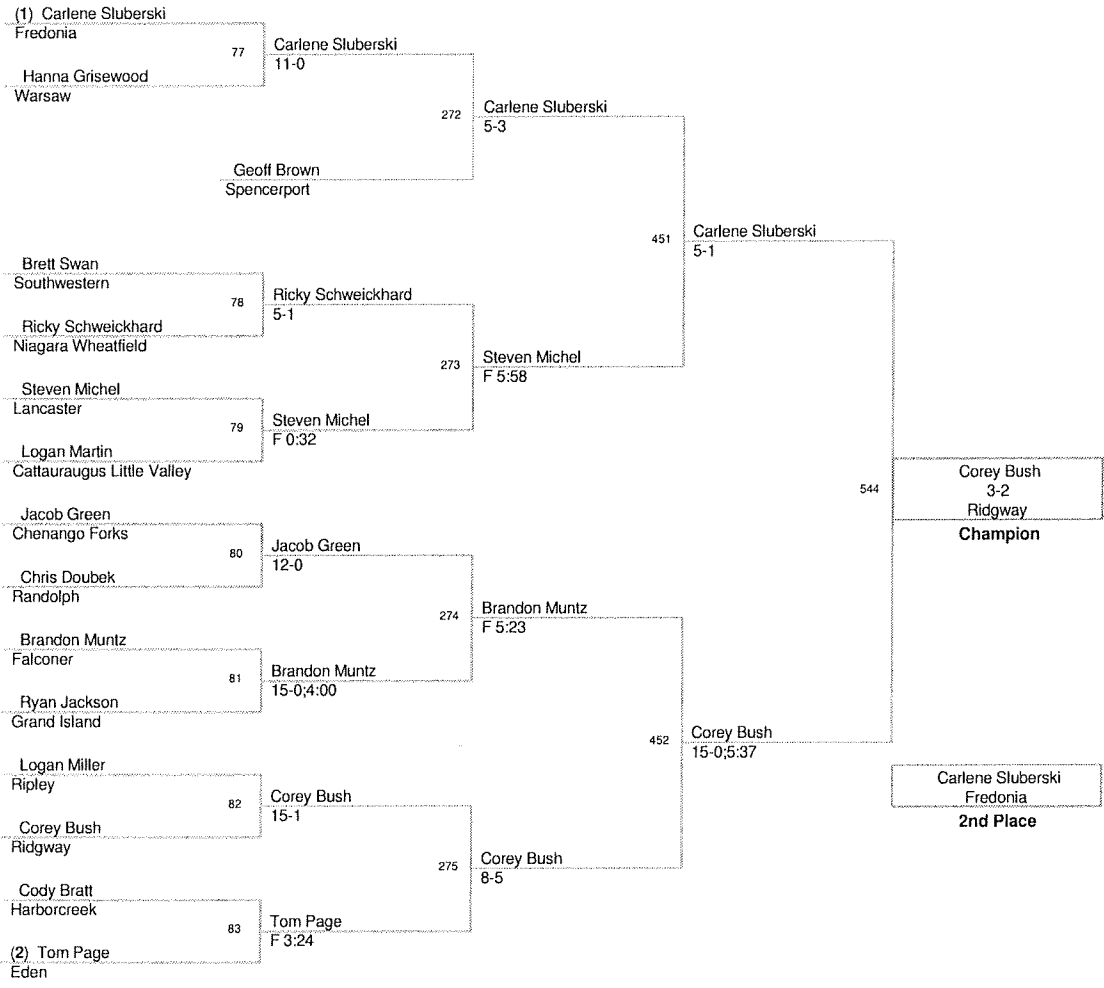 (1) Carlene Sluberski
Fredonia
77
Hanna Grisewood
Warsaw
Carlene Sluberski
11-0
272
Geoff Brown
Spencerport
Carlene Sluberski
5-3
Brett Swan
Southwestern
78
Ricky Schweickhard
Niagara Wheatfield
Ricky Schweickhard
5-1
273
Steven Michel
Lancaster
79
Logan Martin
Cattauraugus Little Valley
Steven Michel
F 0:32
Steven Michel
F 5:58
451
Carlene Sluberski
5-1
Jacob Green
Chenango Forks
80
Chris Doubek
Randolph
Jacob Green
12-0
274
Brandon Muntz
Falconer
81
Ryan Jackson
Grand Island
Brandon Muntz
15-0;4:00
Brandon Muntz
F 5:23
Logan Miller
Ripley
82
Corey Bush
Ridgway
Corey Bush
15-1
275
Cody Bratt
Harborcreek
83
(2) Tom Page
Eden
Tom Page
F 3:24
Corey Bush
8-5
452
Corey Bush
15-0;5:37
544
Corey Bush
3-2
Ridgway
Champion
Carlene Sluberski
Fredonia
2nd Place